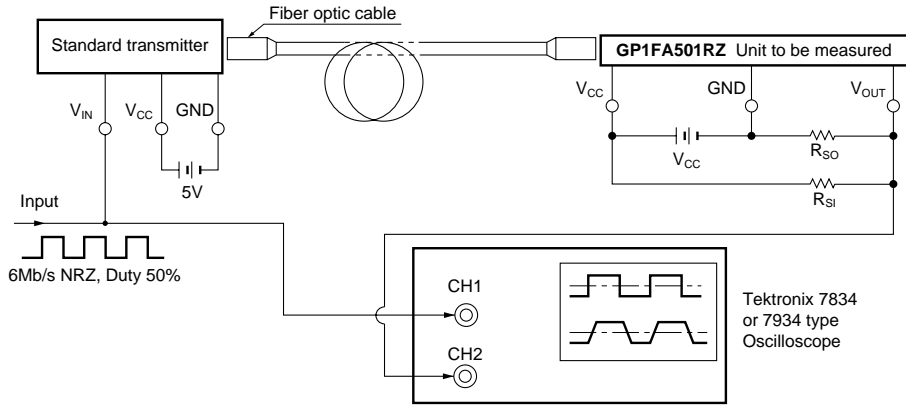 Fiber optic cable
Standard transmitter
GP1FA501RZ Unit to be measured
VIN
VCC
GND
VCC
GND
VOUT
5V
VCC
RSO
RSI
Input
6Mb/s NRZ, Duty 50%
CH1
CH2
Tektronix 7834
or 7934 type
Oscilloscope